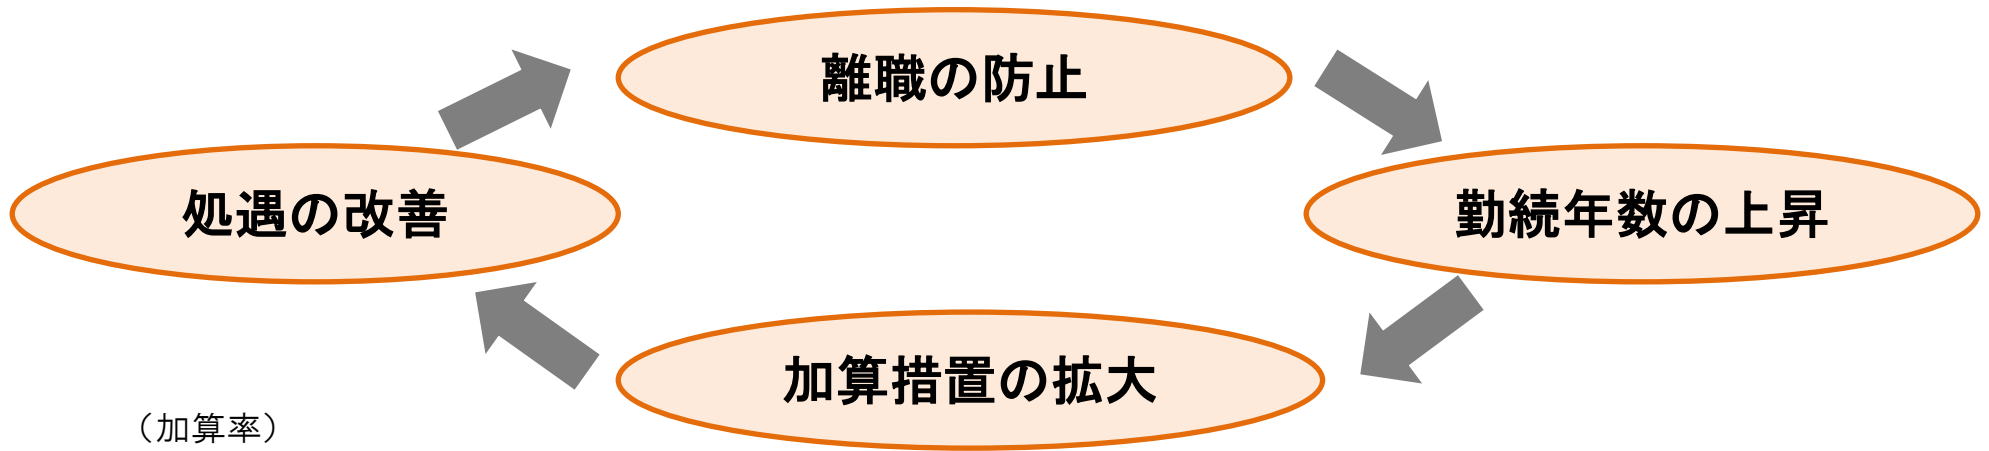 離職の防止
処遇の改善
勤続年数の上昇
加算措置の拡大
（加算率）